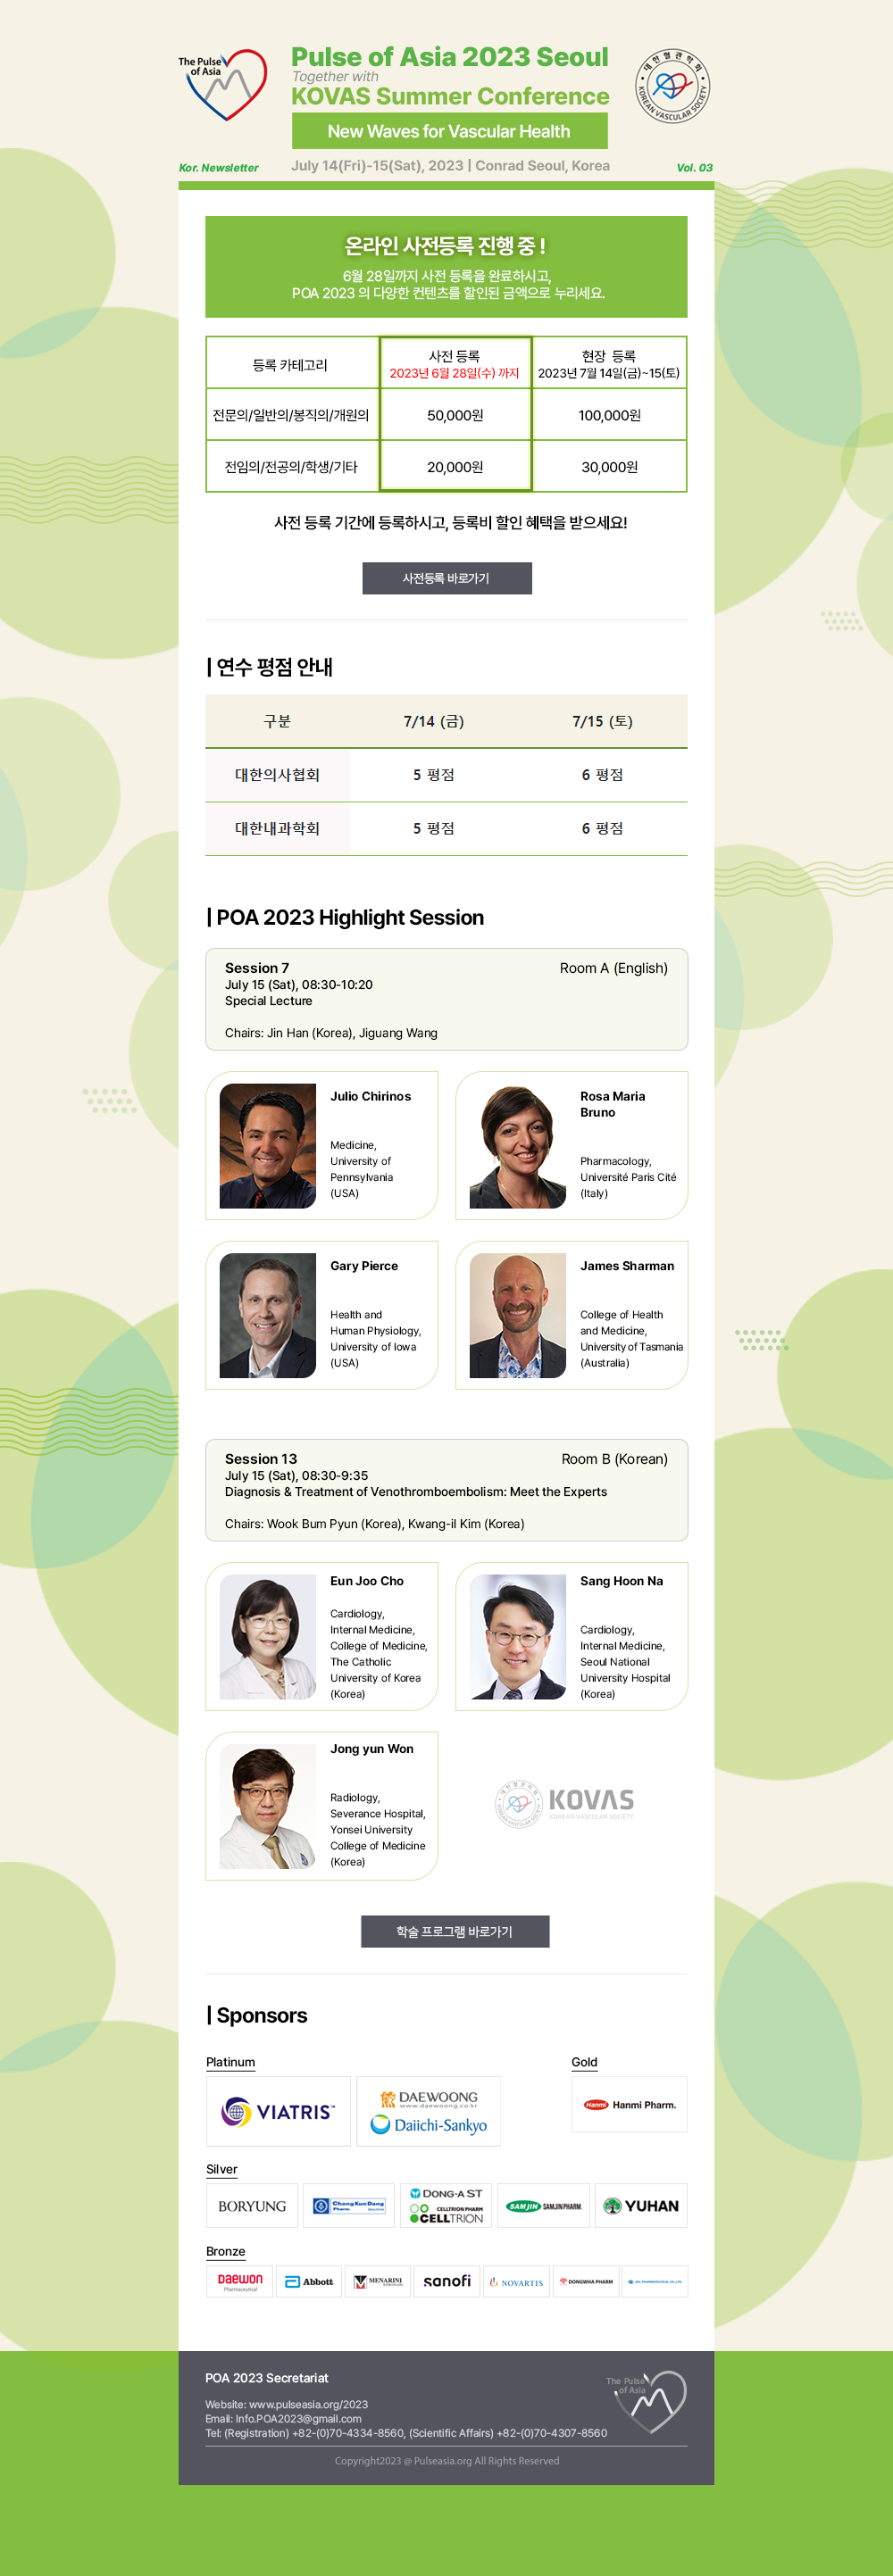 The Pulse
of Asia
Pulse of Asia 2023 Seoul
Together with
KOVAS Summer Conference
New Waves for Vascular Health
대한혈관학회
KOREAN VASCULAR SOCIETY
Kor. Newsletter
July 14(Fri)-15(Sat), 2023 | Conrad Seoul, Korea
Vol. 03
온라인 사전등록 진행 중 !
6월 28일까지 사전 등록을 완료하시고,
POA 2023 의 다양한 컨텐츠를 할인된 금액으로 누리세요.
등록 카테고리
사전 등록
2023년 6월 28일(수) 까지
현장 등록
2023년 7월 14일(금)~15(토)
전문의/일반의/봉직의/개원의
50,000원
100,000원
전임의/전공의/학생/기타
20,000원
30,000원
사전 등록 기간에 등록하시고, 등록비 할인 혜택을 받으세요!
사전등록 바로가기
| 연수 평점 안내
구분
7/14 (금)
7/15 (토)
대한의사협회
5 평점
6 평점
대한내과학회
5 평점
6 평점
| POA 2023 Highlight Session
Session 7
Room A (English)
July 15 (Sat), 08:30-10:20
Special Lecture
Chairs: Jin Han (Korea), Jiguang Wang
Julio Chirinos
Medicine,
University of
Pennsylvania
(USA)
Rosa Maria
Bruno
Pharmacology,
Université Paris Cité
(Italy)
Gary Pierce
Health and
Human Physiology,
University of Iowa
(USA)
James Sharman
College of Health
and Medicine,
University of Tasmania
(Australia)
Session 13
Room B (Korean)
July 15 (Sat), 08:30-9:35
Diagnosis & Treatment of Venothromboembolism: Meet the Experts
Chairs: Wook Bum Pyun (Korea), Kwang-il Kim (Korea)
Eun Joo Cho
Cardiology,
Internal Medicine,
College of Medicine,
The Catholic
University of Korea
(Korea)
Sang Hoon Na
Cardiology,
Internal Medicine,
Seoul National
University Hospital
(Korea)
Jong yun Won
Radiology,
Severance Hospital,
Yonsei University
College of Medicine
(Korea)
KOVAS
KOREAN VASCULAR SOCIETY
학술 프로그램 바로가기
| Sponsors
Platinum
Gold
VIATRIS™
DAEWOONG
www.daewoong.co.kr
Daiichi-Sankyo
Hanmi
Hanmi Pharm.
Silver
BORYUNG
Chong Kun Dang
Pharm.
DONG-A ST
CELLTRION PHARM
CELLTRION
SAMJIN
SAMJIN PHARM.
YUHAN
Bronze
DAEWON
Pharmaceutical
Abbott
MENARINI
sanofi
NOVARTIS
DONGWHA PHARM
POA 2023 Secretariat
Website: www.pulseasia.org/2023
Email: Info.POA2023@gmail.com
Tel: (Registration) +82-(0)70-4334-8560, (Scientific Affairs) +82-(0)70-4307-8560
The Pulse
of Asia
Copyright2023 @ Pulseasia.org All Rights Reserved